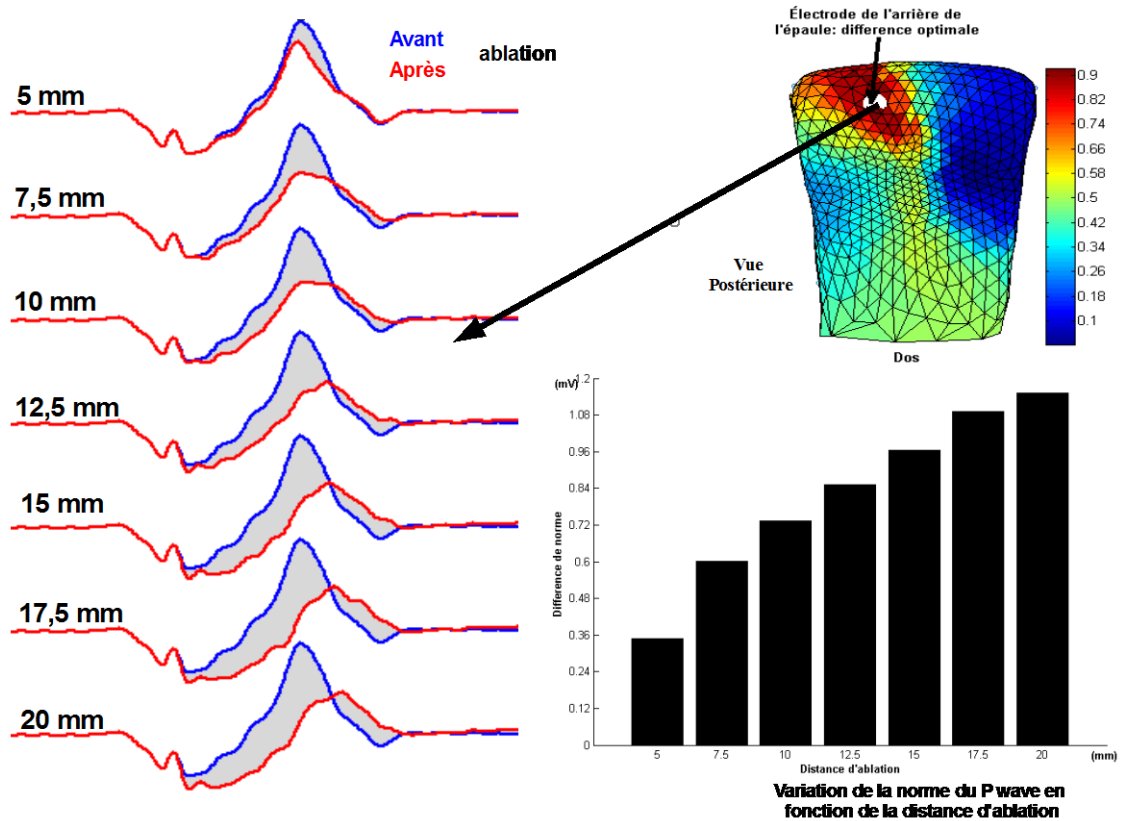 Avant
Après
ablation
5 mm
7,5 mm
10 mm
12,5 mm
15 mm
17,5 mm
20 mm
Électrode de l'arrière de
l'épaule: difference optimale
0.9
0.82
0.74
0.66
0.58
0.5
0.42
0.34
0.26
0.18
0.1
Vue
Postérieure
Dos
(mV)
1.2
1.08
0.96
0.84
0.72
0.6
0.48
0.36
0.24
0.12
0
Difference de norme
5 7.5 10 12.5 15 17.5 20 (mm)
Distance d'ablation
Variation de la norme du P wave en
fonction de la distance d'ablation